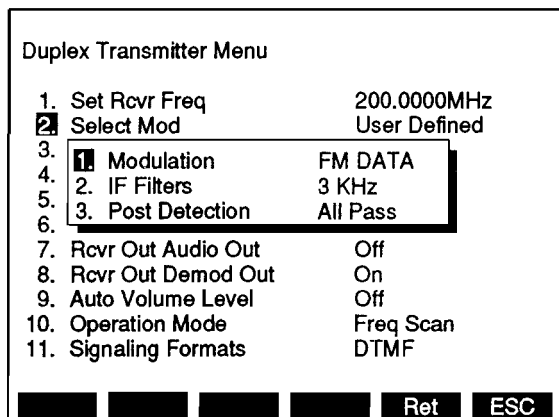 Duplex Transmitter Menu
1. Set Rcvr Freq 200.0000MHz
2. Select Mod User Defined
3.
4.
5.
6.
1. Modulation FM DATA
2. IF Filters 3 KHz
3. Post Detection All Pass
7. Rcvr Out Audio Out Off
8. Rcvr Out Demod Out On
9. Auto Volume Level Off
10. Operation Mode Freq Scan
11. Signaling Formats DTMF
Ret ESC